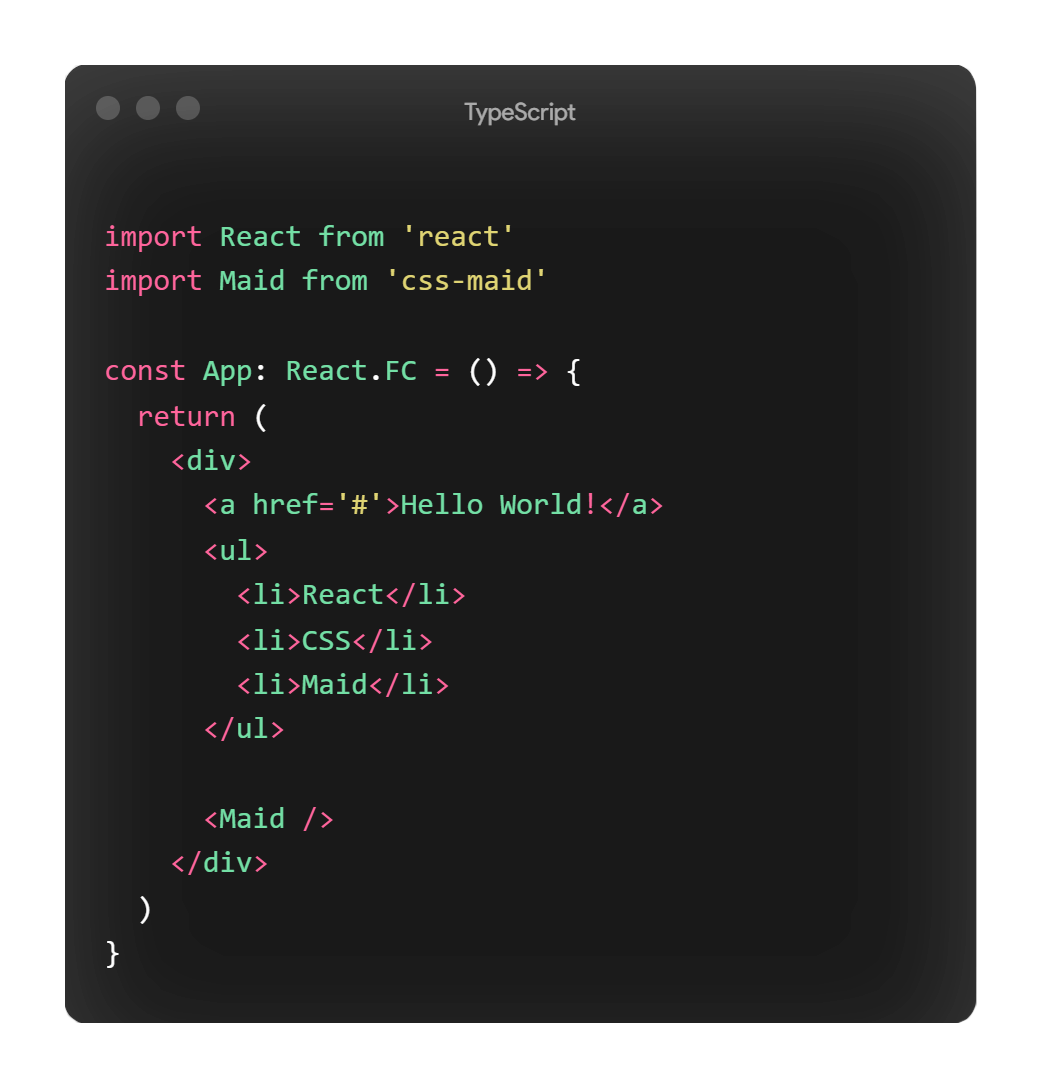 TypeScript
import React from 'react'
import Maid from 'css-maid'
const App: React.FC = () => {
  return (
    <div>
      <a href='#'>Hello World!</a>
      <ul>
        <li>React</li>
        <li>CSS</li>
        <li>Maid</li>
      </ul>
      <Maid />
    </div>
  )
}